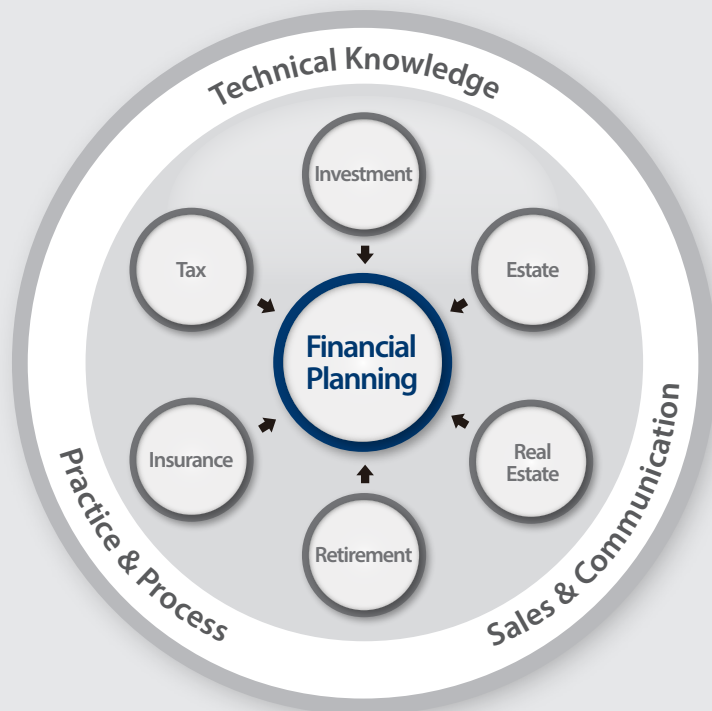 Technical Knowledge
Investment
Tax
Estate
Financial
Planning
Insurance
Real
Estate
Retirement
Practice & Process
Sales & Communication